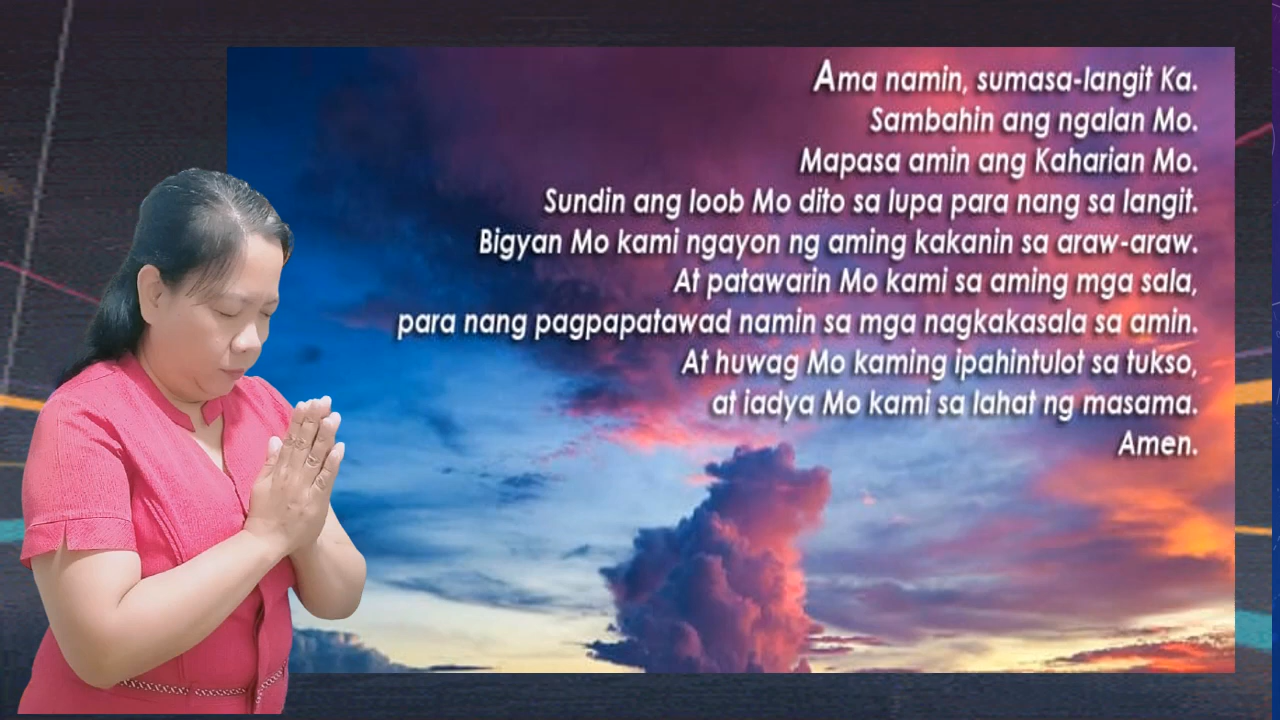 Ama namin, sumasa-langit Ka.
Sambahin ang ngalan Mo.
Mapasa amin ang Kaharian Mo.
Sundin ang loob Mo dito sa lupa para nang sa langit.
Bigyan Mo kami ngayon ng aming kakanin sa araw-araw.
At patawarin Mo kami sa aming mga sala,
para nang pagpapatawad namin sa mga nagkakasala sa amin.
At huwag Mo kaming ipahintulot sa tukso,
at iadya Mo kami sa lahat ng masama.
Amen.